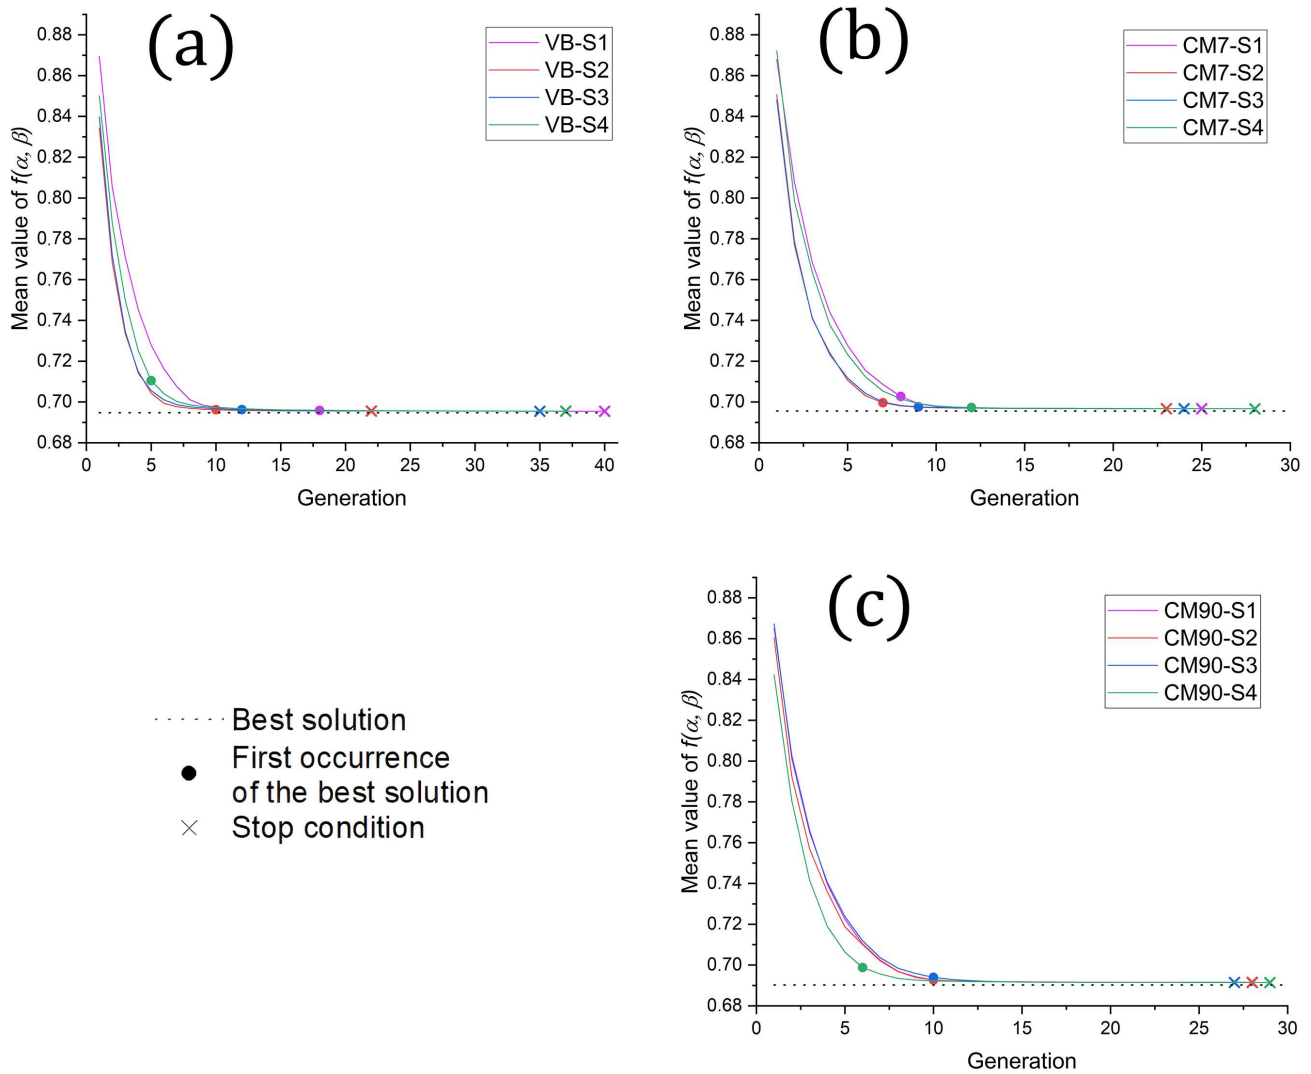 (a)
VB-S1
VB-S2
VB-S3
VB-S4
0.88
0.86
0.84
0.82
0.80
0.78
0.76
0.74
0.72
0.70
0.68
Mean value of f(α, β)
0 5 10 15 20 25 30 35 40
Generation
(b)
CM7-S1
CM7-S2
CM7-S3
CM7-S4
0.88
0.86
0.84
0.82
0.80
0.78
0.76
0.74
0.72
0.70
0.68
Mean value of f(α, β)
0 5 10 15 20 25 30
Generation
Best solution
First occurrence
of the best solution
Stop condition
(c)
CM90-S1
CM90-S2
CM90-S3
CM90-S4
0.88
0.86
0.84
0.82
0.80
0.78
0.76
0.74
0.72
0.70
0.68
Mean value of f(α, β)
0 5 10 15 20 25 30
Generation